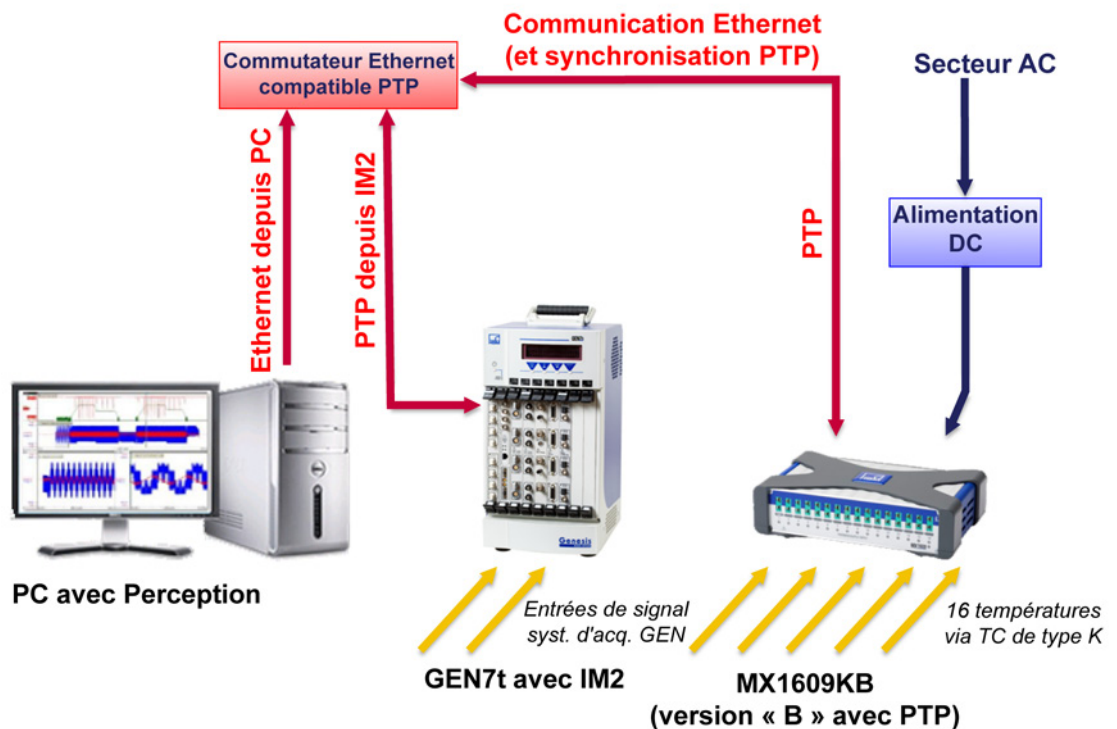 Communication Ethernet
(et synchronisation PTP)
Commutateur Ethernet
compatible PTP
Secteur AC
Ethernet depuis PC
PTP depuis IM2
PTP
Alimentation
DC
Genesis
PC avec Perception
Entrées de signal
syst. d'acq. GEN
16 températures
via TC de type K
GEN7t avec IM2
MX1609KB
(version « B » avec PTP)